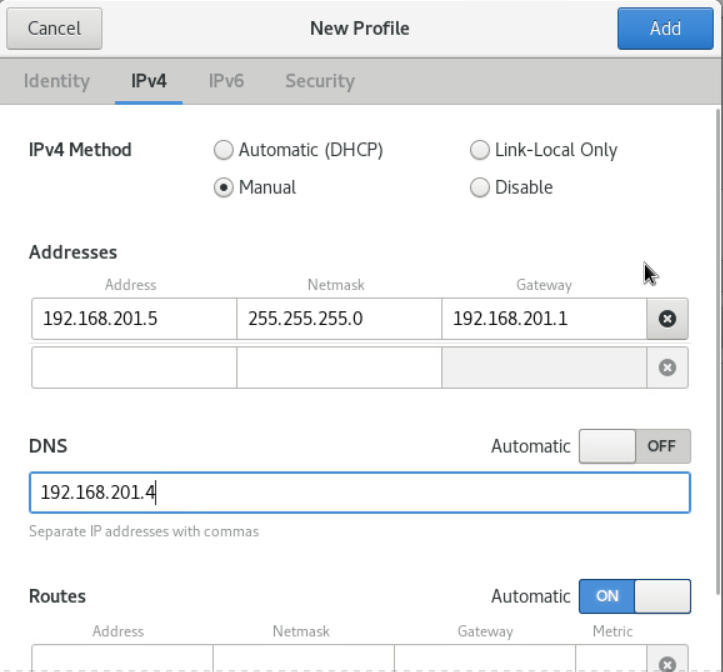 Cancel New Profile Add
Identity IPv4 IPv6 Security
IPv4 Method Automatic (DHCP) Link-Local Only
Manual Disable
Addresses
Address Netmask Gateway
192.168.201.5 255.255.255.0 192.168.201.1
DNS Automatic OFF
192.168.201.4
Separate IP addresses with commas
Routes Automatic ON
Address Netmask Gateway Metric